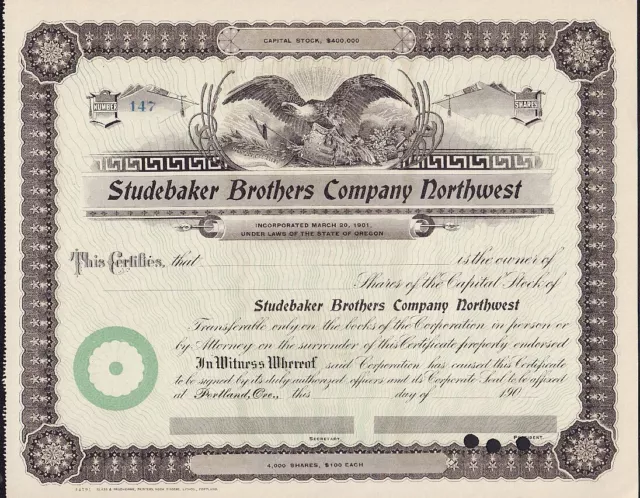 CAPITAL STOCK, $400,000
NUMBER 147 SHARES
Studebaker Brothers Company Northwest
INCORPORATED MARCH 20, 1901,
UNDER LAWS OF THE STATE OF OREGON
This Certifies, that is the owner of
Shares of the Capital Stock of
Studebaker Brothers Company Northwest
Transferable only on the books of the Corporation in person or
by Attorney on the surrender of this Certificate properly endorsed
In Witness Whereof said Corporation has caused this Certificate
to be signed by its duly authorized officers and its Corporate Seal to be affixed
at Portland, Ore., this day of 190
SECRETARY. PRESIDENT.
4,000 SHARES, $100 EACH